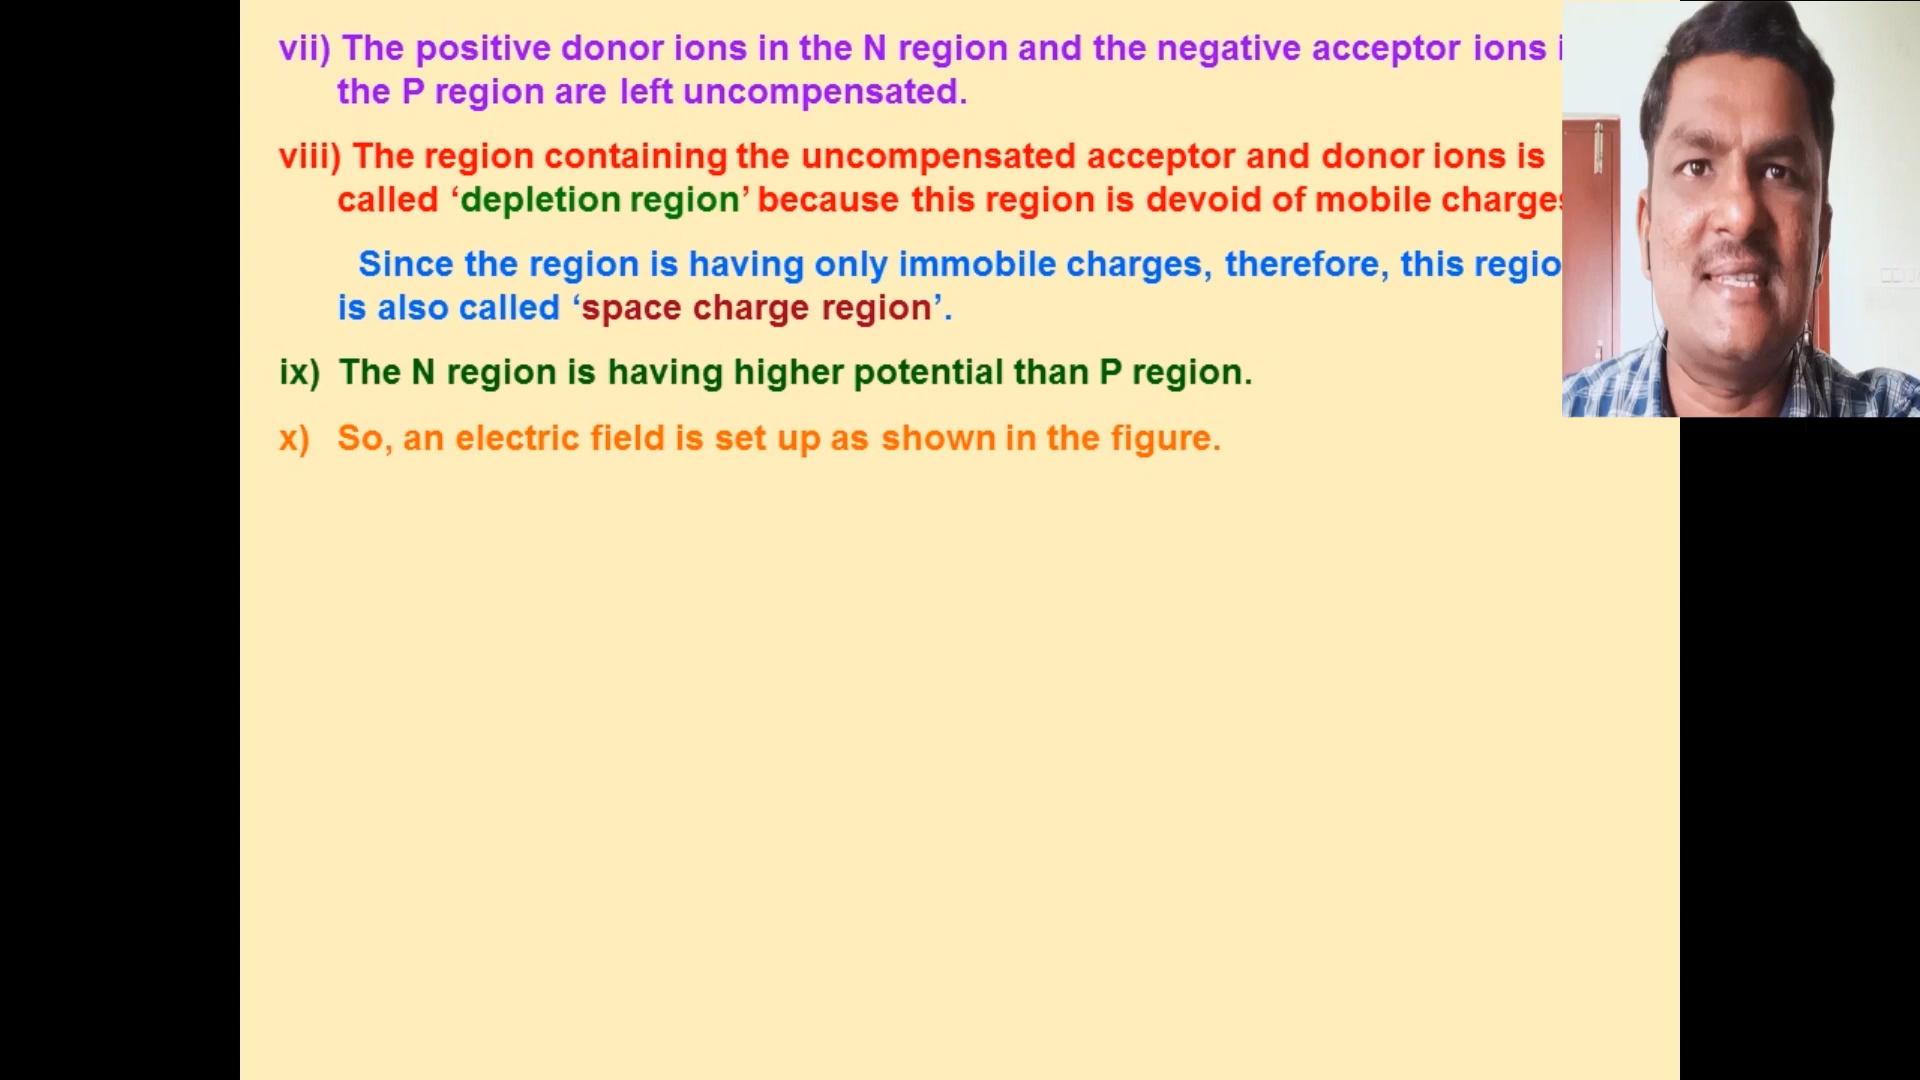 vii) The positive donor ions in the N region and the negative acceptor ions
the P region are left uncompensated.
viii) The region containing the uncompensated acceptor and donor ions is
called ‘depletion region’ because this region is devoid of mobile charges
Since the region is having only immobile charges, therefore, this regio
is also called ‘space charge region’.
ix) The N region is having higher potential than P region.
x) So, an electric field is set up as shown in the figure.